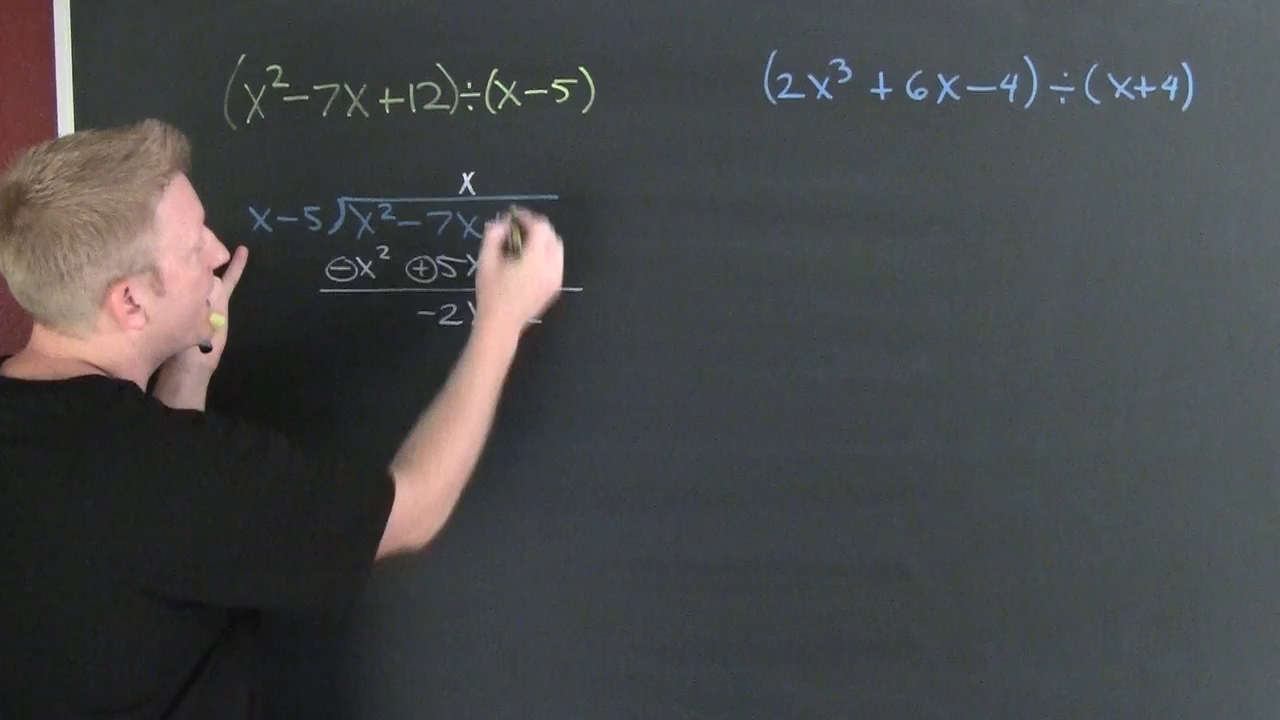 (x² − 7x + 12) ÷ (x − 5)
(2x³ + 6x − 4) ÷ (x + 4)
x
x − 5 ⟌ x² − 7x
⊖x² ⊕5x
−2